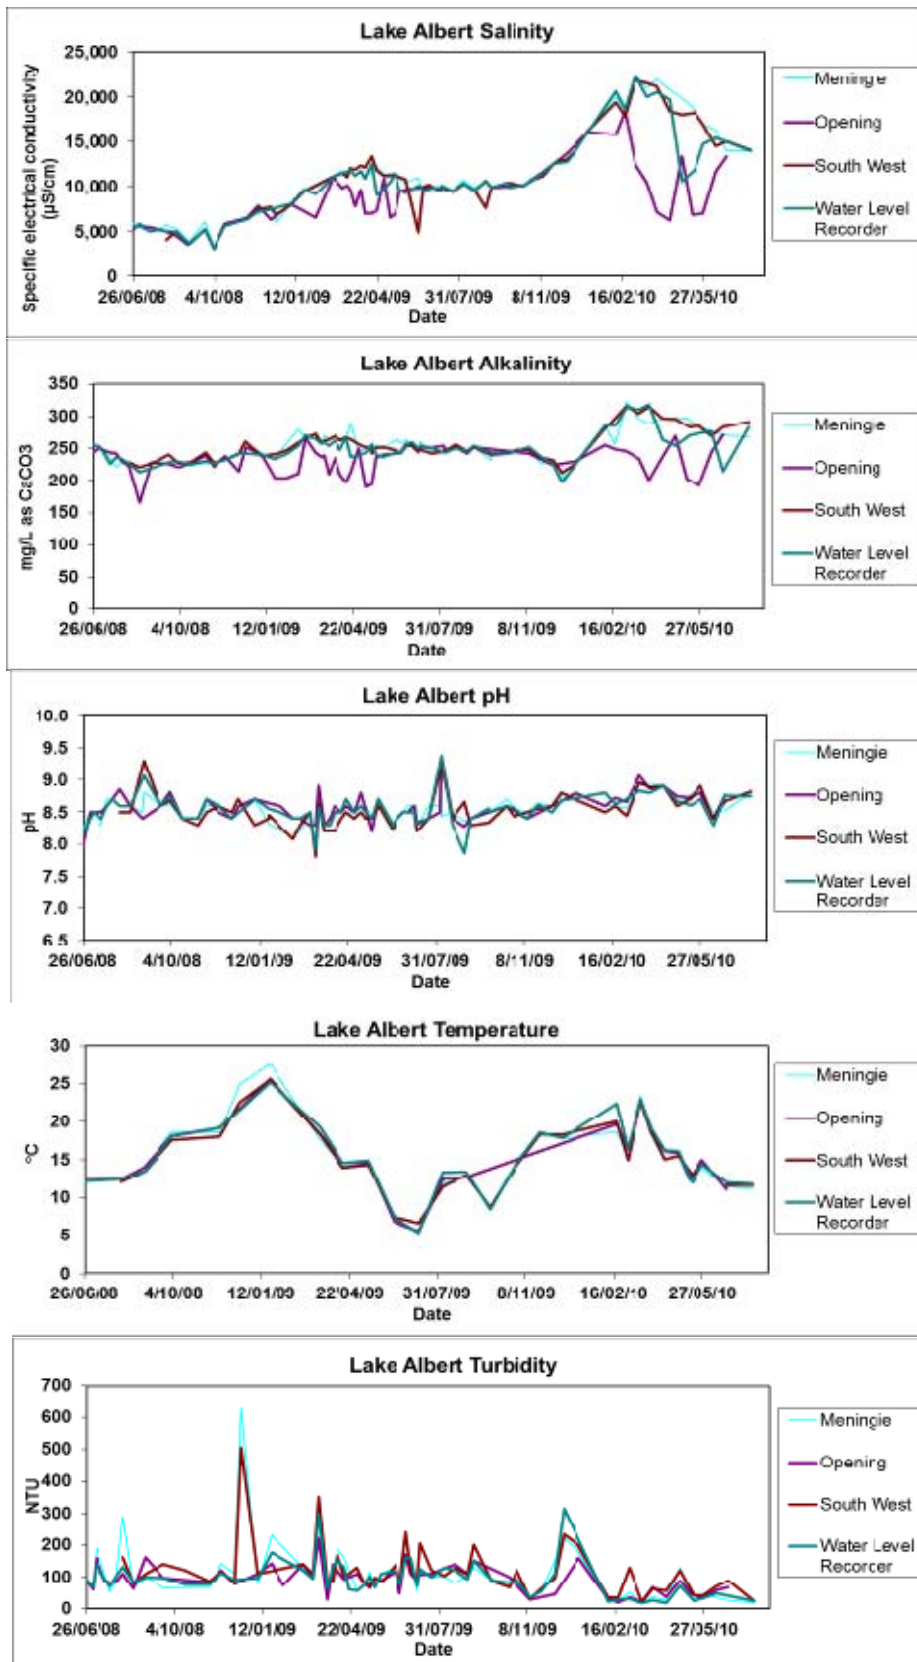 Lake Albert Salinity
Specific electrical conductivity
(µS/cm)
25,000
20,000
15,000
10,000
5,000
0
26/06/08 4/10/08 12/01/09 22/04/09 31/07/09 8/11/09 16/02/10 27/05/10
Date
Meningie
Opening
South West
Water Level
Recorder
Lake Albert Alkalinity
mg/L as CaCO3
350
300
250
200
150
100
50
0
26/06/08 4/10/08 12/01/09 22/04/09 31/07/09 8/11/09 16/02/10 27/05/10
Date
Meningie
Opening
South West
Water Level
Recorder
Lake Albert pH
pH
10.0
9.5
9.0
8.5
8.0
7.5
7.0
6.5
26/06/08 4/10/08 12/01/09 22/04/09 31/07/09 8/11/09 16/02/10 27/05/10
Date
Meningie
Opening
South West
Water Level
Recorder
Lake Albert Temperature
°C
30
25
20
15
10
5
0
26/06/08 4/10/08 12/01/09 22/04/09 31/07/09 8/11/09 16/02/10 27/05/10
Date
Meningie
Opening
South West
Water Level
Recorder
Lake Albert Turbidity
NTU
700
600
500
400
300
200
100
0
26/06/08 4/10/08 12/01/09 22/04/09 31/07/09 8/11/09 16/02/10 27/05/10
Date
Meningie
Opening
South West
Water Level
Recorder